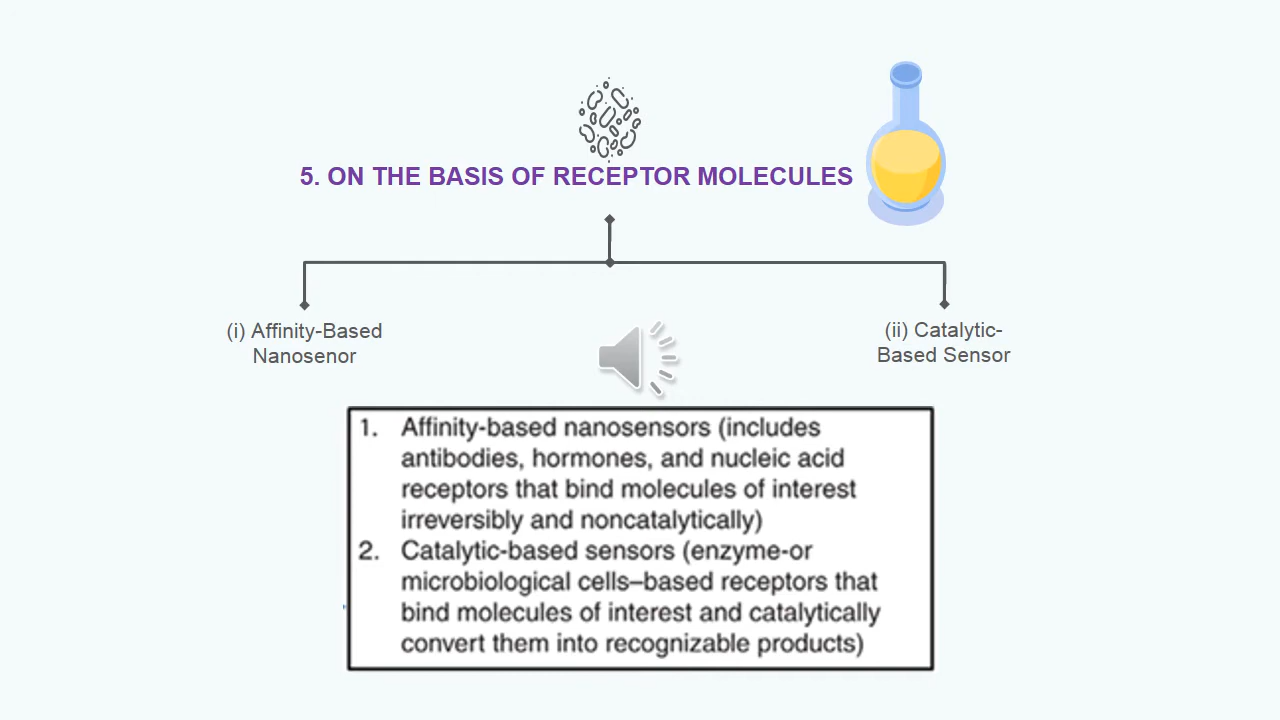 5. ON THE BASIS OF RECEPTOR MOLECULES
(i) Affinity-Based
Nanosenor
(ii) Catalytic-
Based Sensor
1. Affinity-based nanosensors (includes
antibodies, hormones, and nucleic acid
receptors that bind molecules of interest
irreversibly and noncatalytically)
2. Catalytic-based sensors (enzyme-or
microbiological cells–based receptors that
bind molecules of interest and catalytically
convert them into recognizable products)